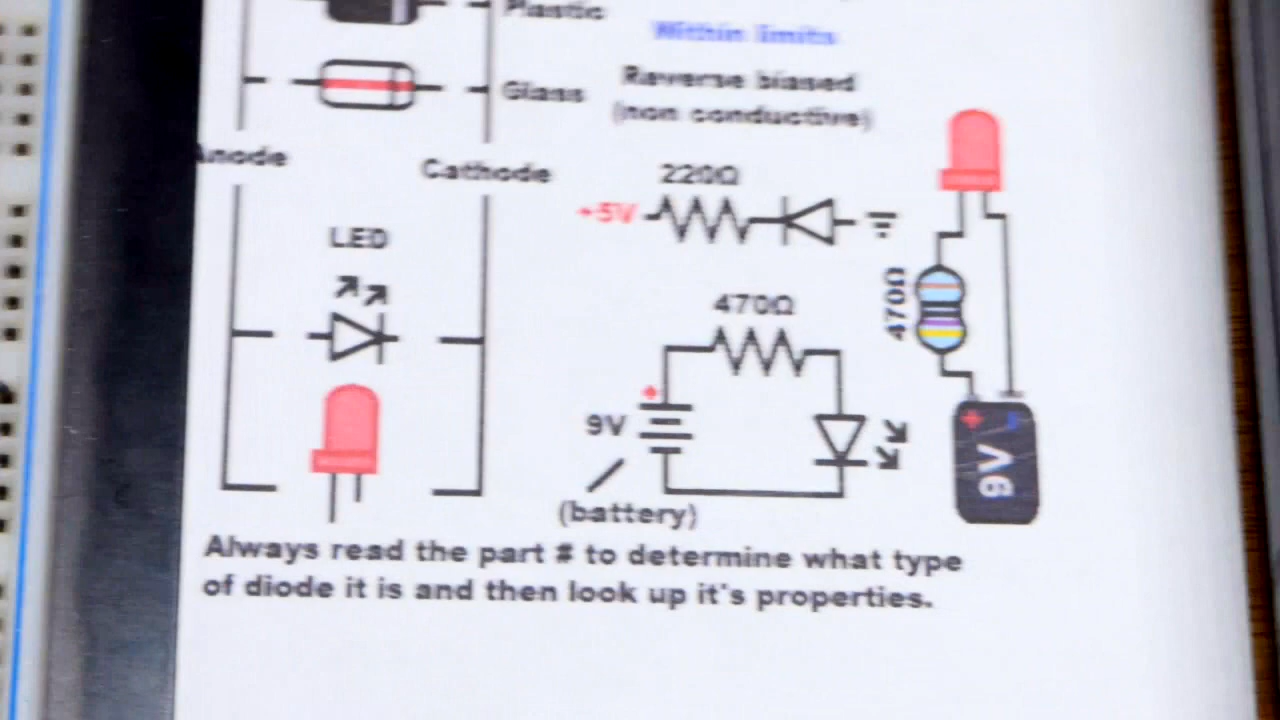 Plastic
Within limits
Reverse biased
(non conductive)
Glass
Anode
Cathode
220Ω
+5V
LED
470Ω
470Ω
+
9V
(battery)
+ -
9V
Always read the part # to determine what type
of diode it is and then look up it's properties.